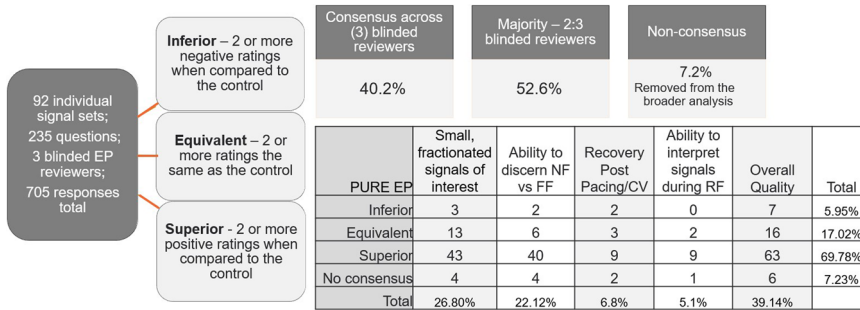 92 individual
signal sets;
235 questions;
3 blinded EP
reviewers;
705 responses
total
Inferior – 2 or more
negative ratings
when compared to
the control
Equivalent – 2 or
more ratings the
same as the control
Superior - 2 or more
positive ratings when
compared to the
control
Consensus across
(3) blinded
reviewers
40.2%
Majority – 2:3
blinded reviewers
52.6%
Non-consensus
7.2%
Removed from the
broader analysis
PURE EP Small, fractionated signals of interest Ability to discern NF vs FF Recovery Post Pacing/CV Ability to interpret signals during RF Overall Quality Total
Inferior 3 2 2 0 7 5.95%
Equivalent 13 6 3 2 16 17.02%
Superior 43 40 9 9 63 69.78%
No consensus 4 4 2 1 6 7.23%
Total 26.80% 22.12% 6.8% 5.1% 39.14%